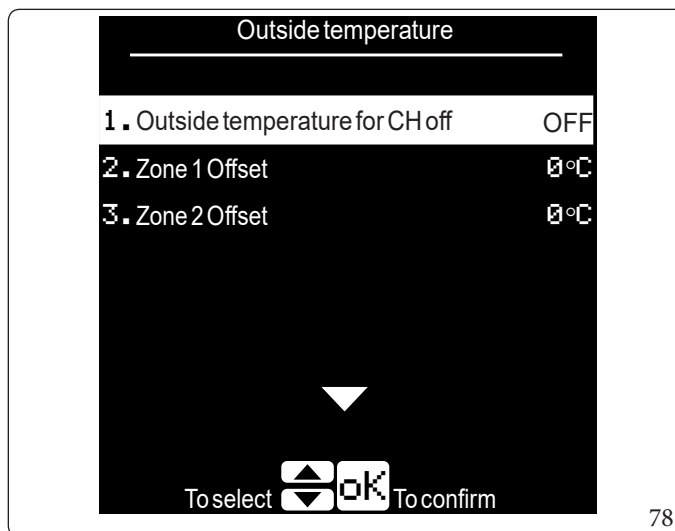 Outside temperature
1. Outside temperature for CH off OFF
2. Zone 1 Offset 0°C
3. Zone 2 Offset 0°C
To select oK To confirm
78